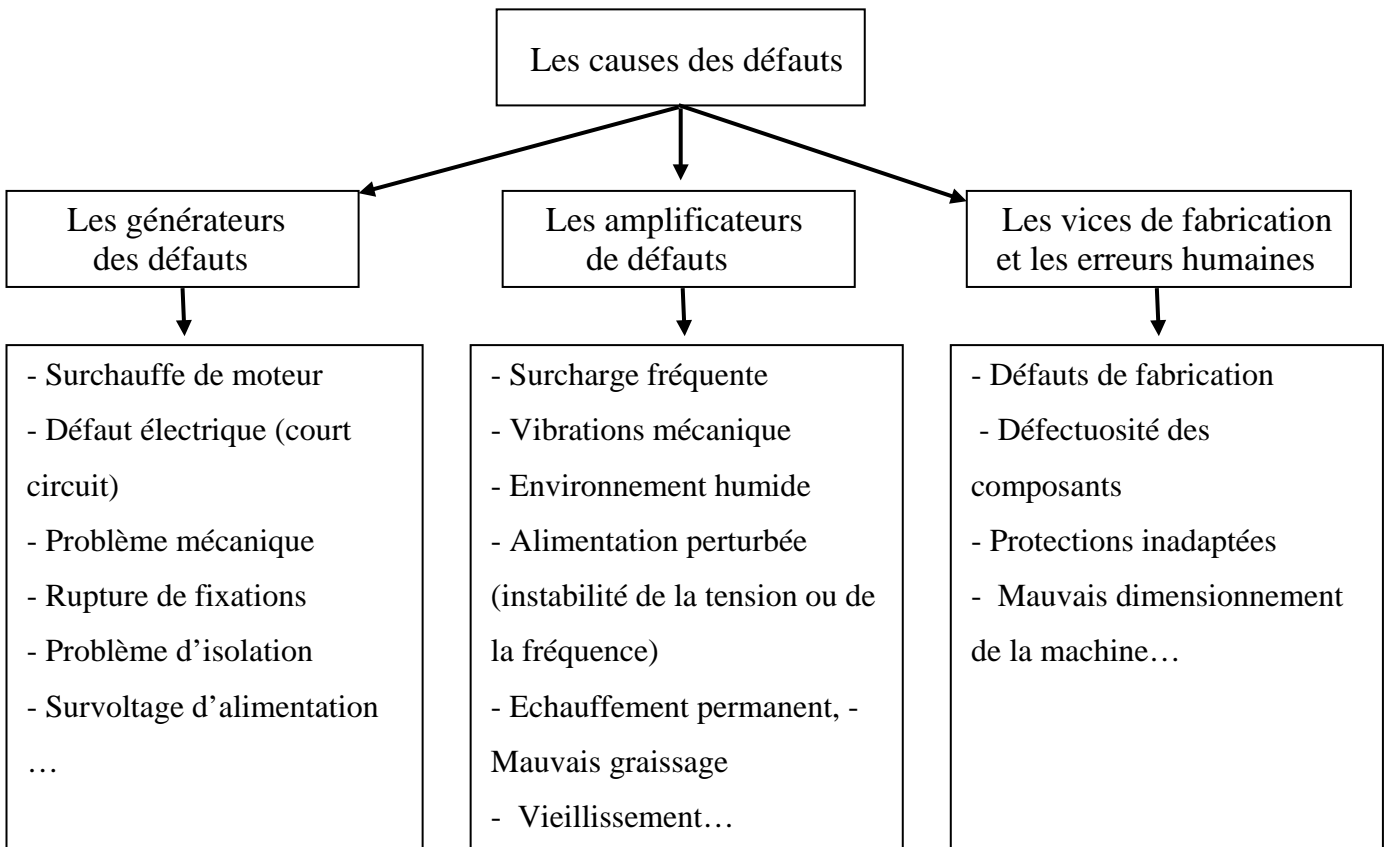 Les causes des défauts
Les générateurs
des défauts
Les amplificateurs
de défauts
Les vices de fabrication
et les erreurs humaines
- Surchauffe de moteur
- Défaut électrique (court
circuit)
- Problème mécanique
- Rupture de fixations
- Problème d’isolation
- Survoltage d’alimentation
…
- Surcharge fréquente
- Vibrations mécanique
- Environnement humide
- Alimentation perturbée
(instabilité de la tension ou de
la fréquence)
- Echauffement permanent, -
Mauvais graissage
- Vieillissement…
- Défauts de fabrication
- Défectuosité des
composants
- Protections inadaptées
- Mauvais dimensionnement
de la machine…